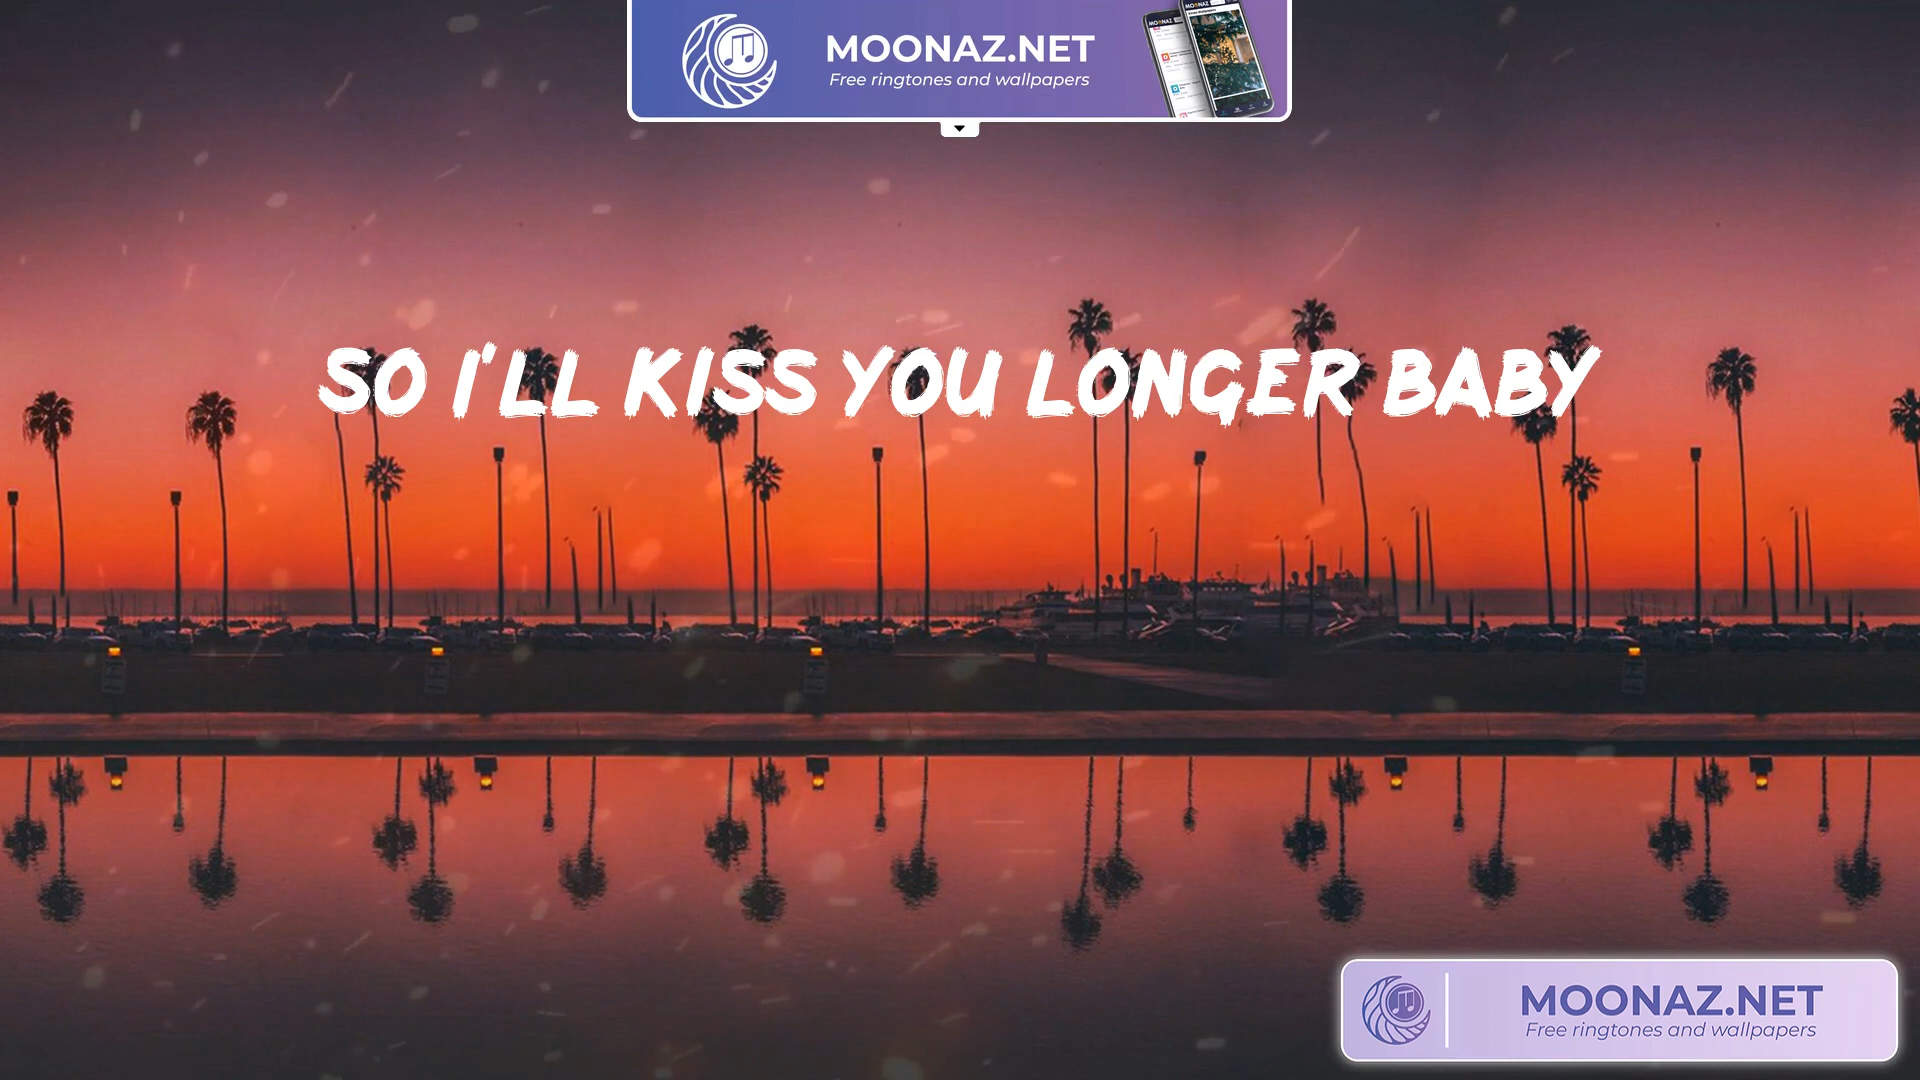 MOONAZ.NET
Free ringtones and wallpapers
SO I'LL KISS YOU LONGER BABY
MOONAZ.NET
Free ringtones and wallpapers